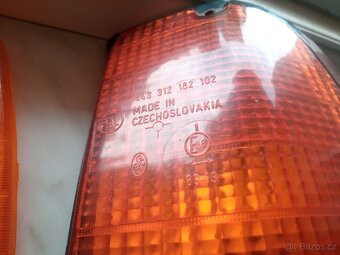 443 312 182 102
MADE IN
CZECHOSLOVAKIA
Bazos.cz